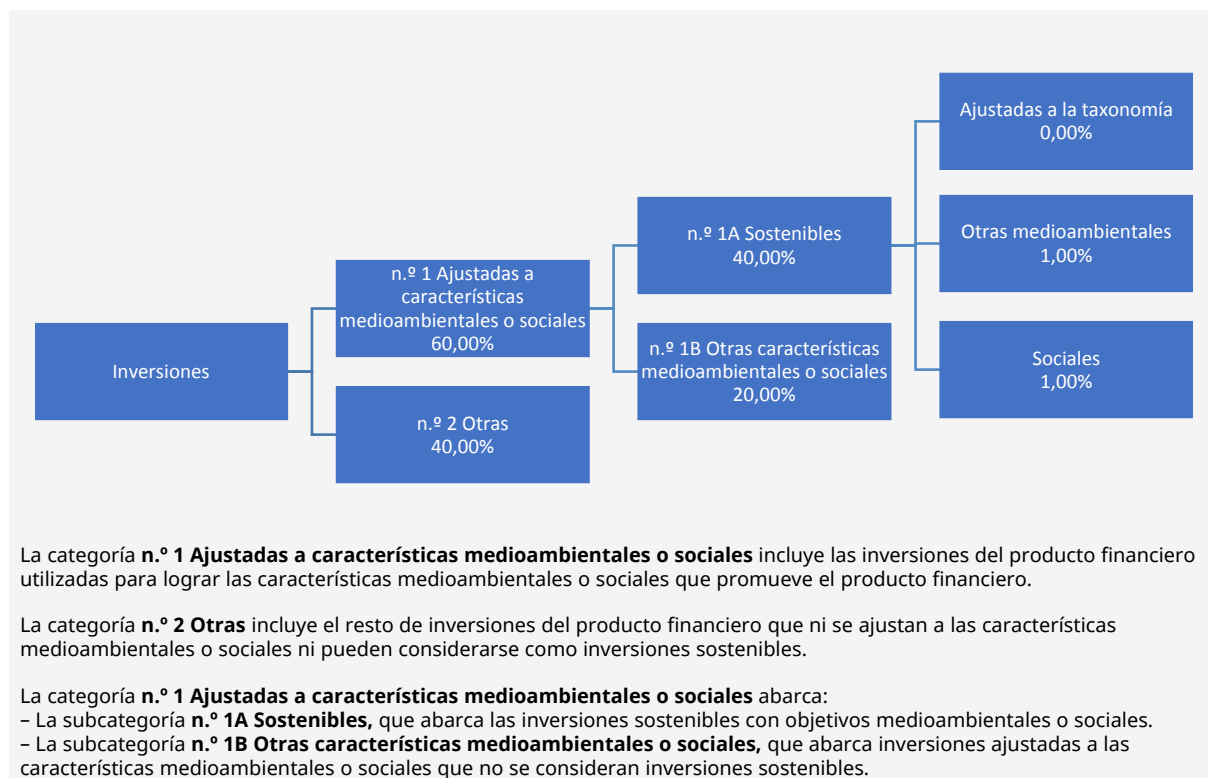 Inversiones
n.º 1 Ajustadas a
características
medioambientales o sociales
60,00%
n.º 2 Otras
40,00%
n.º 1A Sostenibles
40,00%
n.º 1B Otras características
medioambientales o sociales
20,00%
Ajustadas a la taxonomía
0,00%
Otras medioambientales
1,00%
Sociales
1,00%
La categoría n.º 1 Ajustadas a características medioambientales o sociales incluye las inversiones del producto financiero
utilizadas para lograr las características medioambientales o sociales que promueve el producto financiero.
La categoría n.º 2 Otras incluye el resto de inversiones del producto financiero que ni se ajustan a las características
medioambientales o sociales ni pueden considerarse como inversiones sostenibles.
La categoría n.º 1 Ajustadas a características medioambientales o sociales abarca:
– La subcategoría n.º 1A Sostenibles, que abarca las inversiones sostenibles con objetivos medioambientales o sociales.
– La subcategoría n.º 1B Otras características medioambientales o sociales, que abarca inversiones ajustadas a las
características medioambientales o sociales que no se consideran inversiones sostenibles.